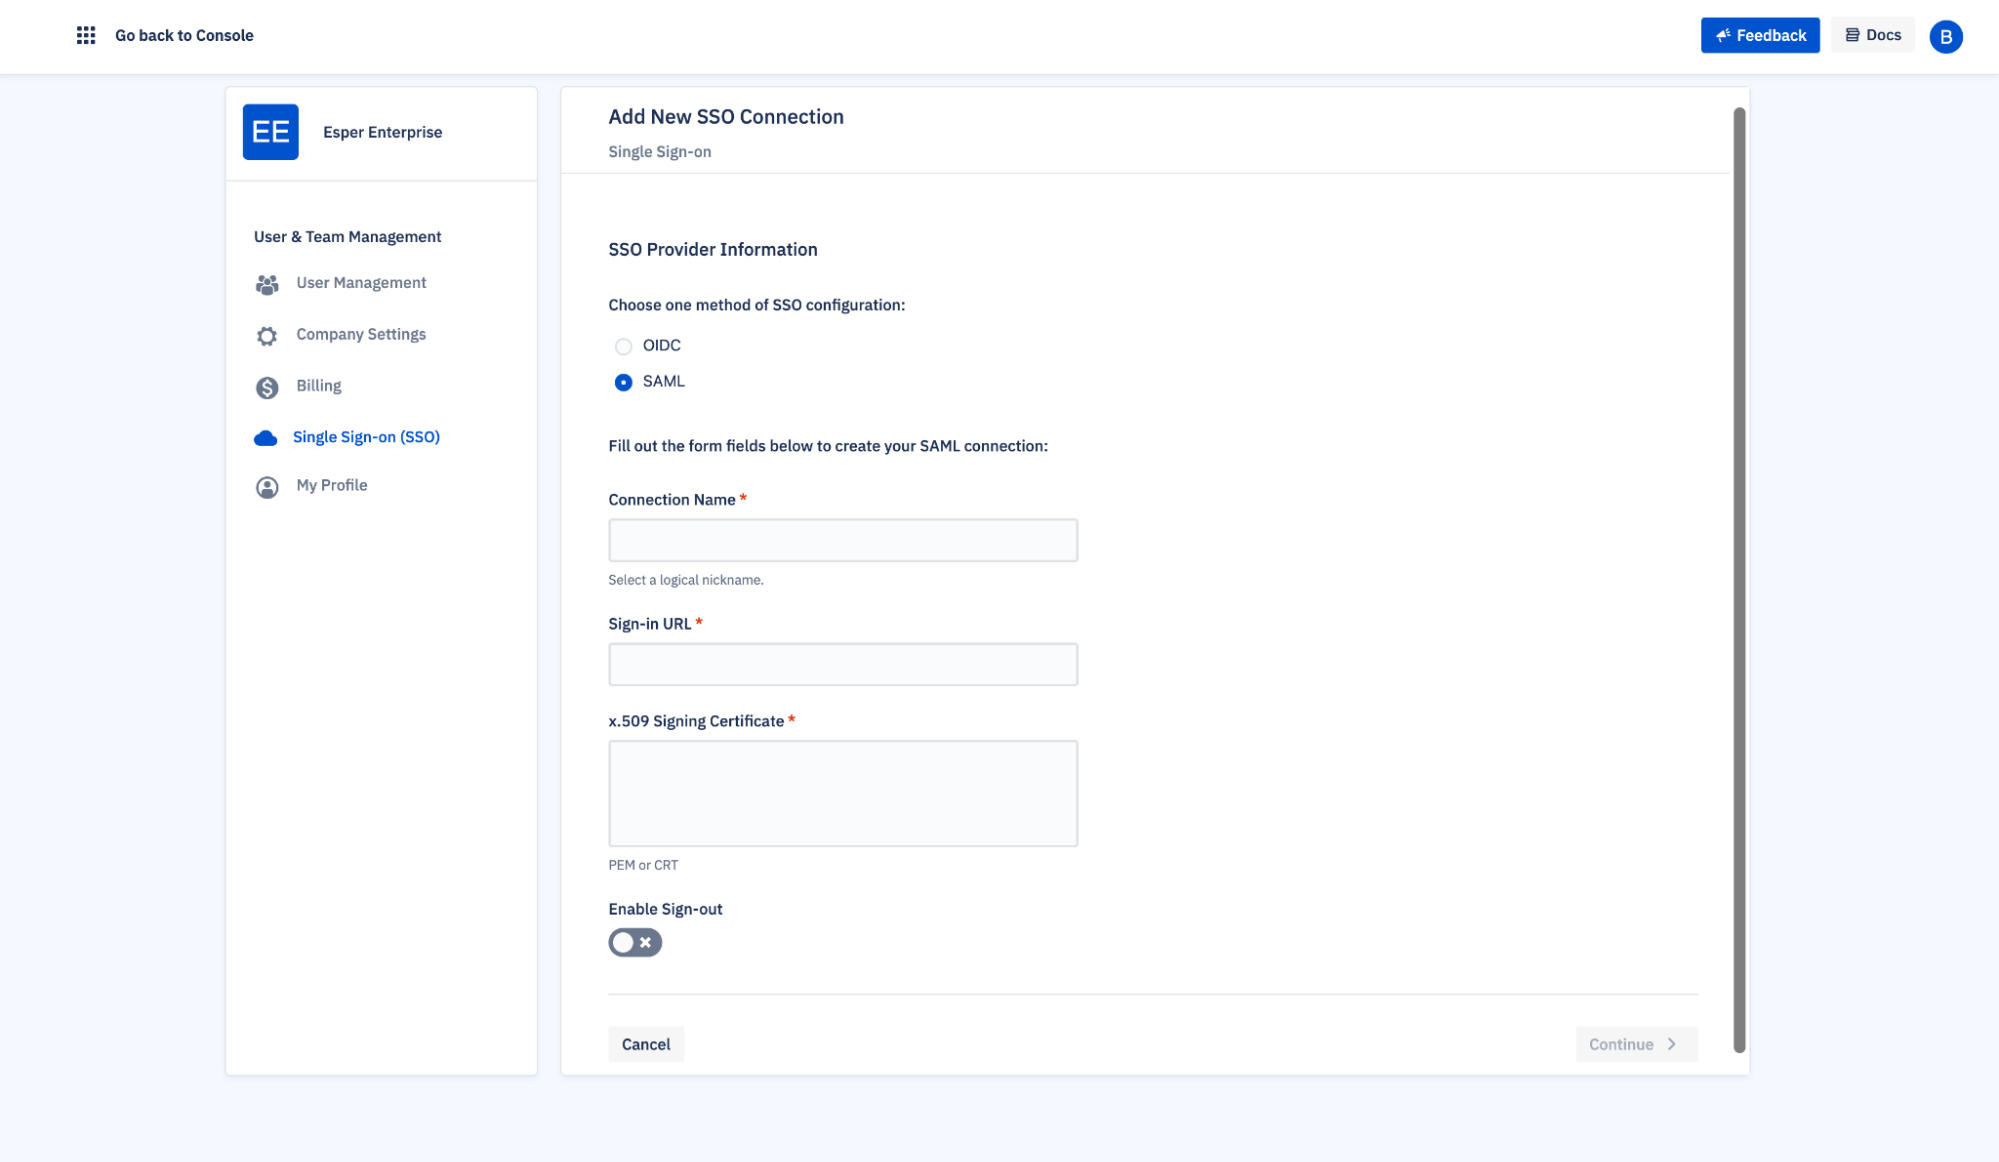 Go back to Console
Feedback
Docs
B
EE
Esper Enterprise
User & Team Management
User Management
Company Settings
Billing
Single Sign-on (SSO)
My Profile
Add New SSO Connection
Single Sign-on
SSO Provider Information
Choose one method of SSO configuration:
OIDC
SAML
Fill out the form fields below to create your SAML connection:
Connection Name *
Select a logical nickname.
Sign-in URL *
x.509 Signing Certificate *
PEM or CRT
Enable Sign-out
Cancel
Continue